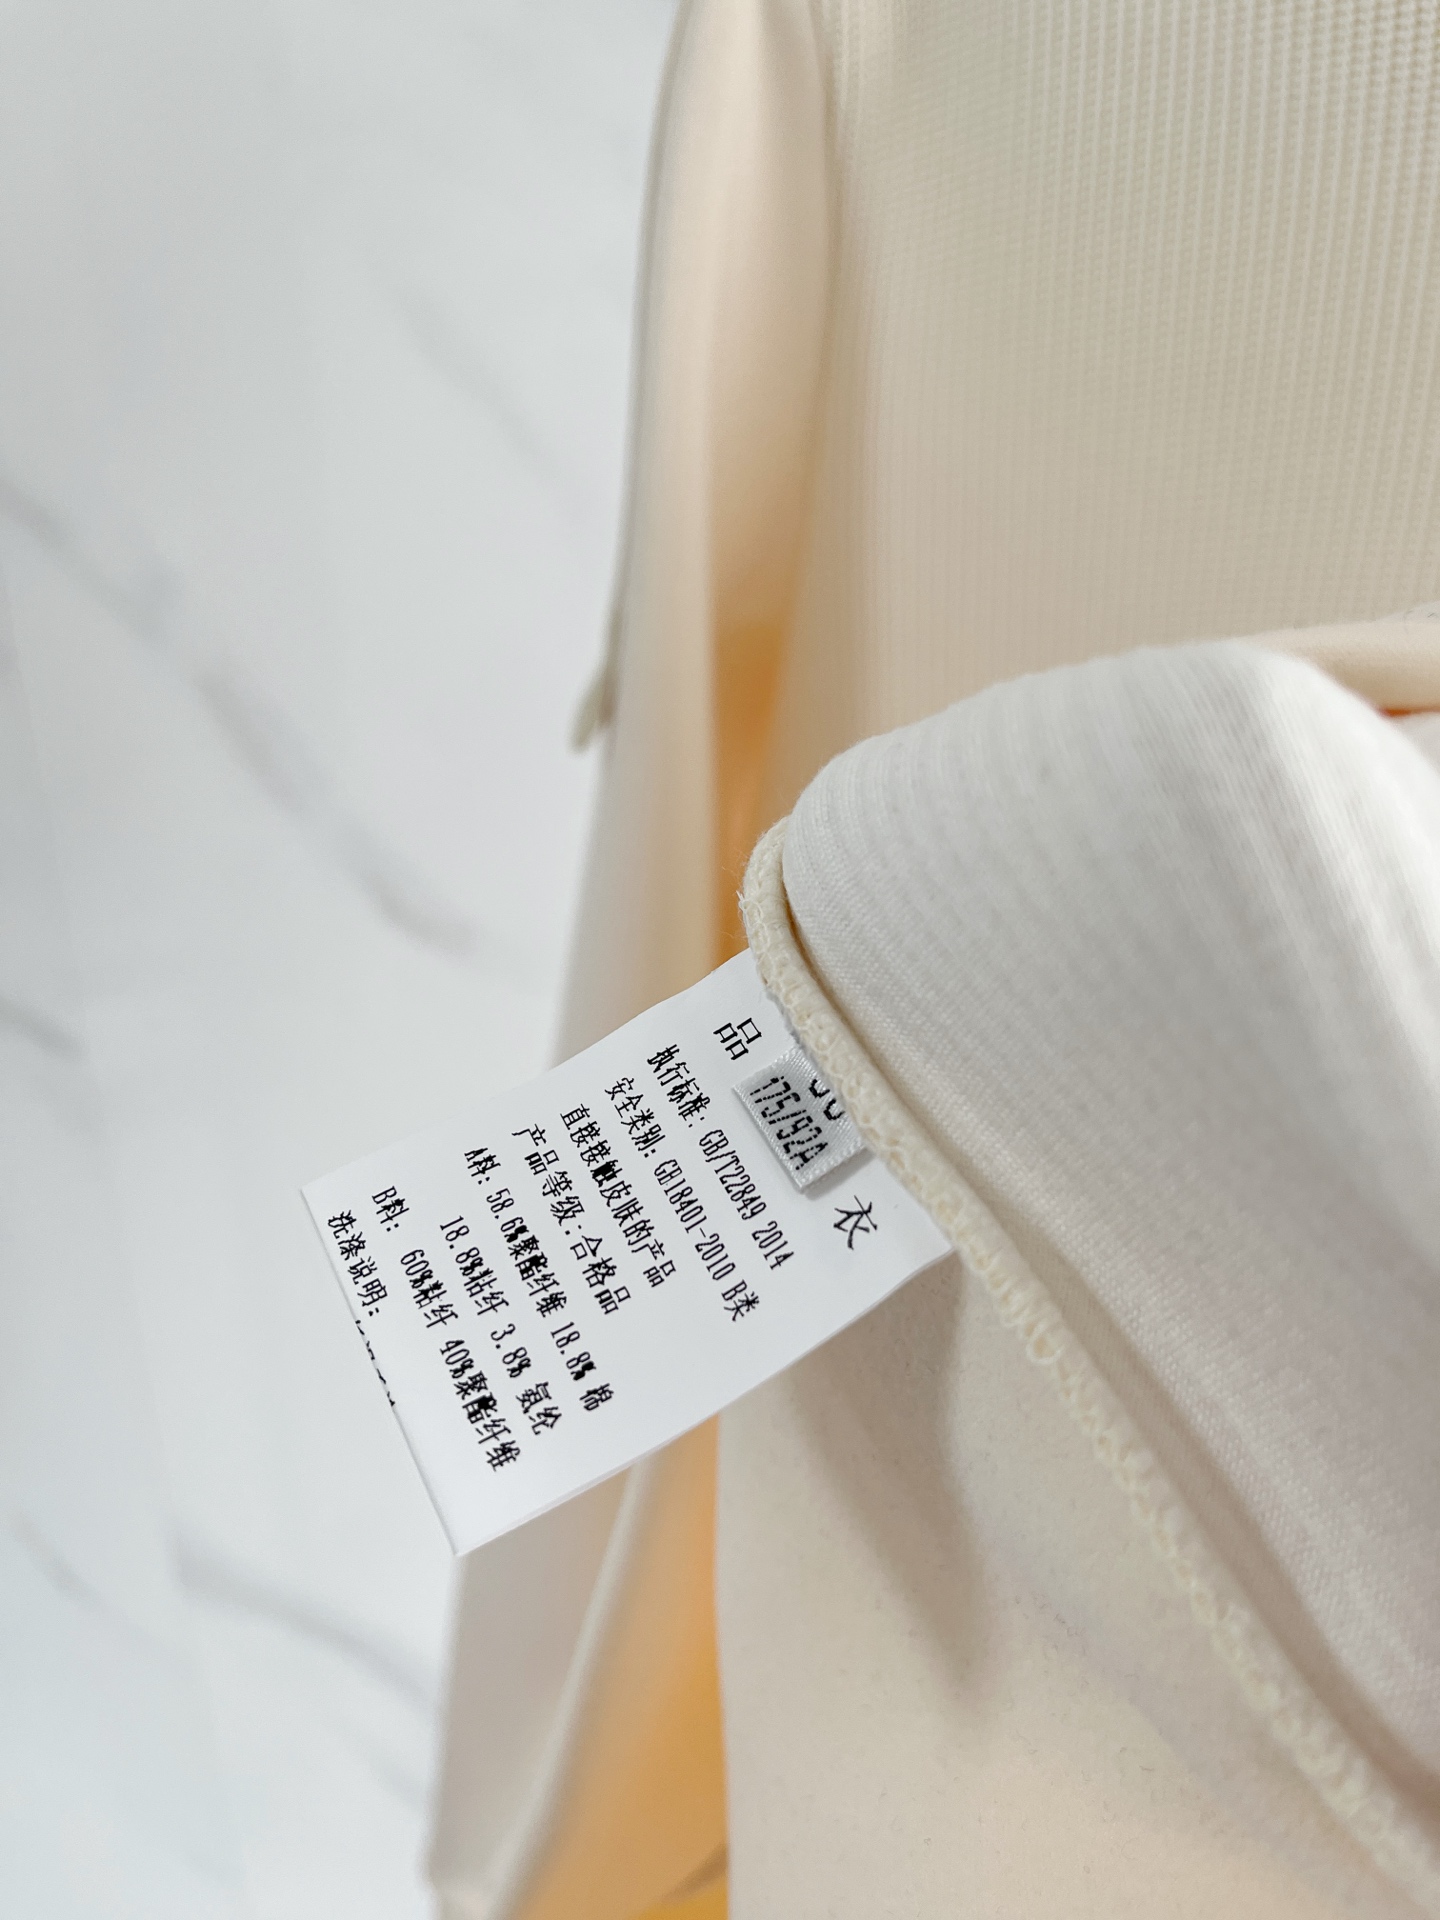 品
175/92A
衣
执行标准: GB/T22849 2014
安全类别: GB18401-2010 B类
直接接触皮肤的产品
产品等级:合格品
A料: 58.6%聚酯纤维 18.8% 棉
18.8%粘纤 3.8% 氨纶
B料: 60%粘纤 40%聚酯纤维
洗涤说明: